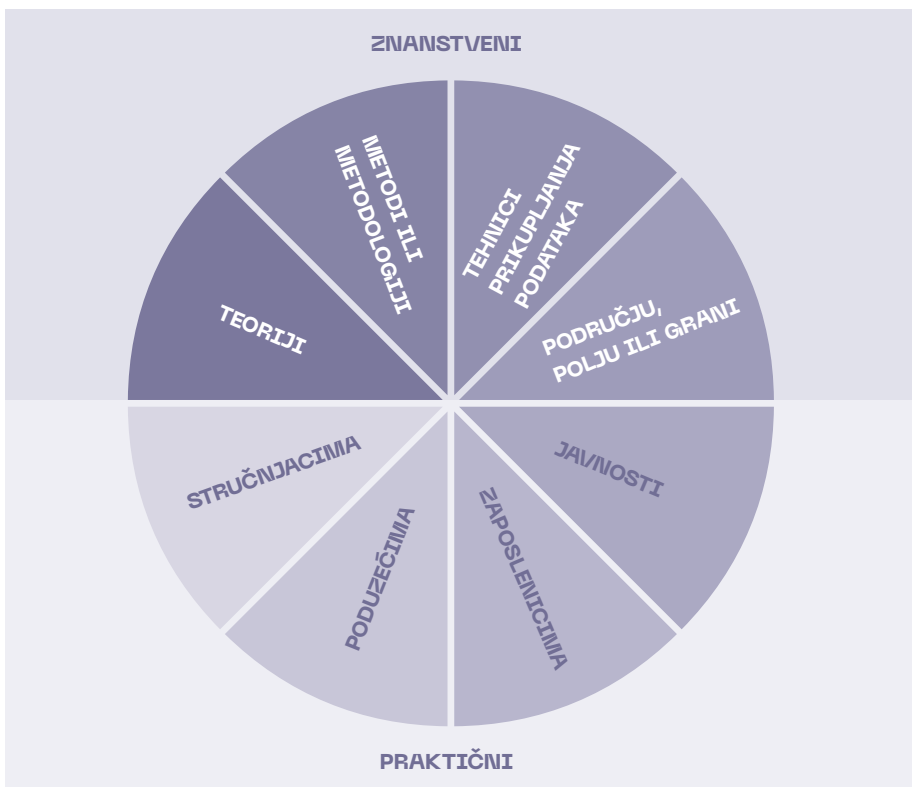 ZNANSTVENI
METODI ILI
METODOLOGIJI
TEHNICI
PRIKUPLJANJA
PODATAKA
TEORIJI
PODRUČJU,
POLJU ILI GRANI
STRUČNJACIMA
JAVNOSTI
PODUZEĆIMA
ZAPOSLENICIMA
PRAKTIČNI